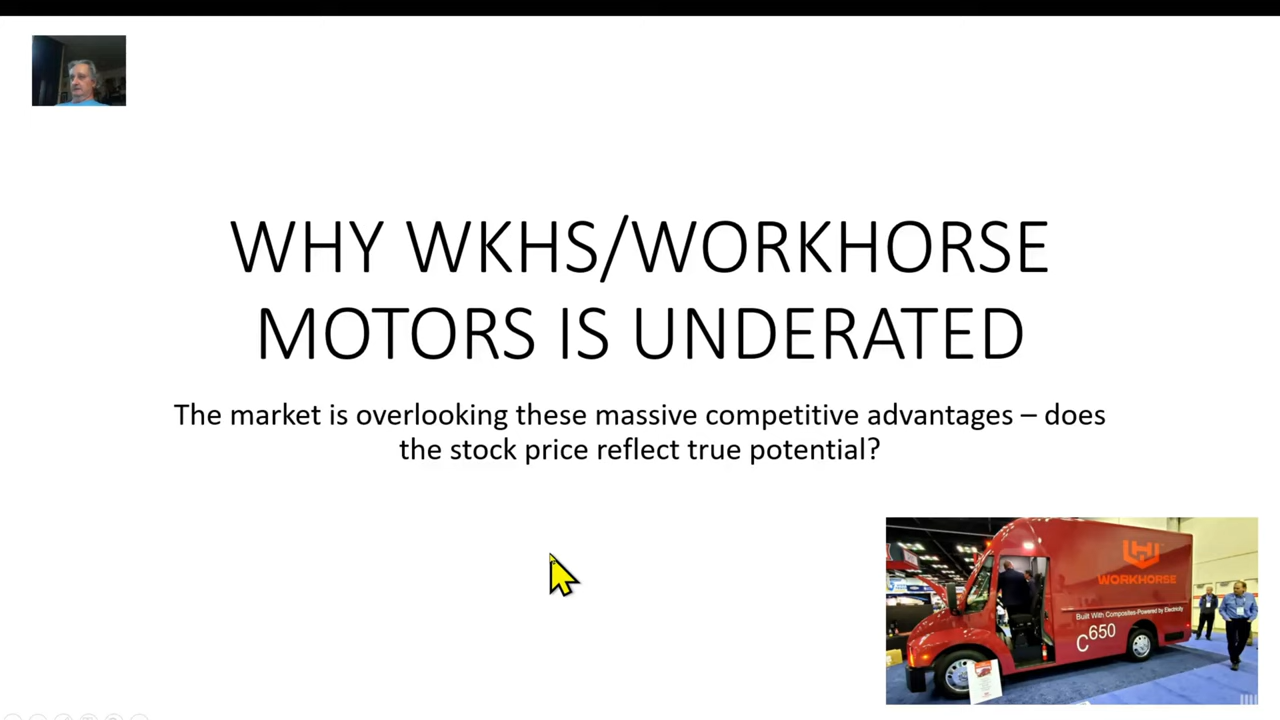 WHY WKHS/WORKHORSE
MOTORS IS UNDERATED
The market is overlooking these massive competitive advantages – does
the stock price reflect true potential?
WORKHORSE
Built With Composites-Powered by Electricity
C650